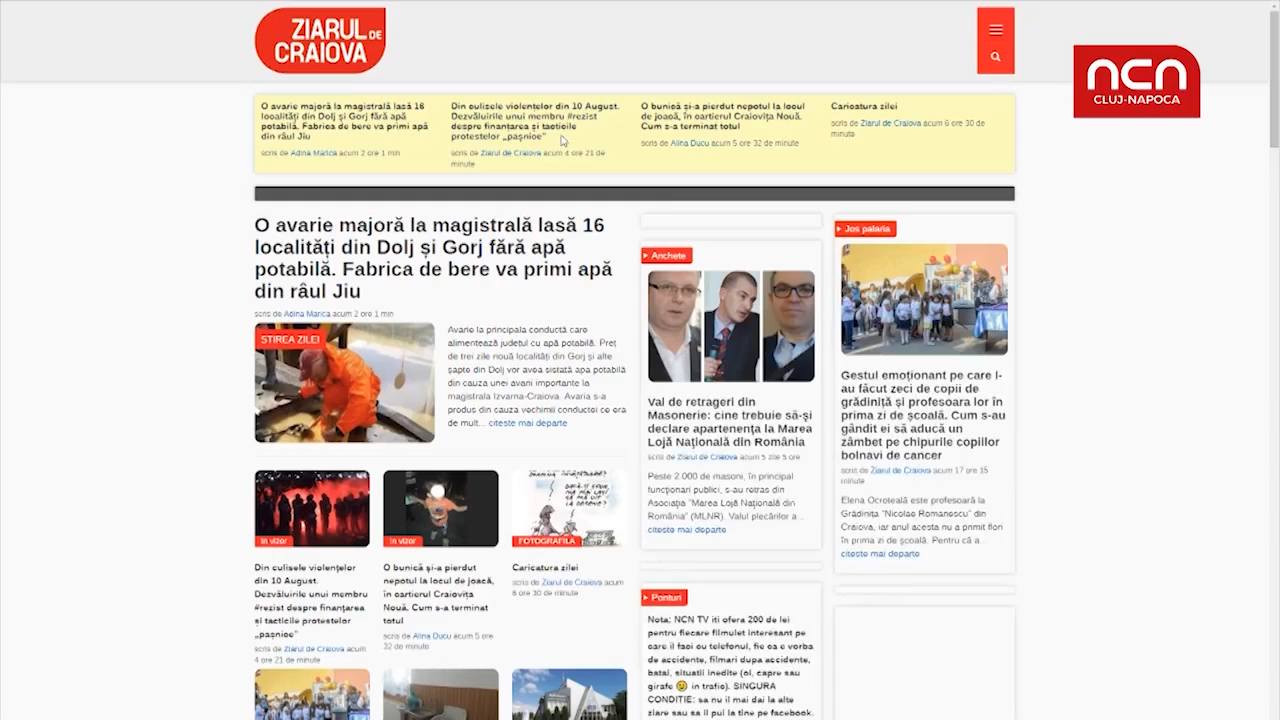 ZIARUL DE
CRAIOVA
ncn
CLUJ-NAPOCA
O avarie majoră la magistrală lasă 16
localități din Dolj și Gorj fără apă
potabilă. Fabrica de bere va primi apă
din râul Jiu
scris de Adina Marica acum 2 ore 1 min
Din culisele violențelor din 10 August.
Dezvăluirile unui membru #rezist
despre finanțarea și tacticile
protestelor „pașnice”
scris de Ziarul de Craiova acum 4 ore 21 de
minute
O bunică și-a pierdut nepotul la locul
de joacă, în cartierul Craiovița Nouă.
Cum s-a terminat totul
scris de Alina Ducu acum 5 ore 32 de minute
Caricatura zilei
scris de Ziarul de Craiova acum 6 ore 30 de
minute
O avarie majoră la magistrală lasă 16
localități din Dolj și Gorj fără apă
potabilă. Fabrica de bere va primi apă
din râul Jiu
scris de Adina Marica acum 2 ore 1 min
STIREA ZILEI
Avarie la principala conductă care
alimentează județul cu apă potabilă. Preț
de trei zile nouă localități din Gorj și alte
șapte din Dolj vor avea sistată apa potabilă
din cauza unei avarii importante la
magistrala Izvarna-Craiova. Avaria s-a
produs din cauza vechimii conductei ce era
de mult... citeste mai departe
In vizor
Din culisele violențelor
din 10 August.
Dezvăluirile unui membru
#rezist despre finanțarea
și tacticile protestelor
„pașnice”
scris de Ziarul de Craiova acum
4 ore 21 de minute
In vizor
O bunică și-a pierdut
nepotul la locul de joacă,
în cartierul Craiovița
Nouă. Cum s-a terminat
totul
scris de Alina Ducu acum 5 ore
32 de minute
FOTOGRAFILA
Caricatura zilei
scris de Ziarul de Craiova acum
6 ore 30 de minute
Anchete
Val de retrageri din
Masonerie: cine trebuie să-și
declare apartenența la Marea
Lojă Națională din România
scris de Ziarul de Craiova acum 5 zile 5 ore
Peste 2.000 de masoni, în principal
funcționari publici, s-au retras din
Asociația "Marea Lojă Națională din
România" (MLNR). Valul plecărilor a...
citeste mai departe
Ponturi
Nota: NCN TV iti ofera 200 de lei
pentru fiecare filmulet interesant pe
care il faci cu telefonul, fie ca e vorba
de accidente, filmari dupa accidente,
batai, situatii inedite (oi, capre sau
girafe 😉 in trafic). SINGURA
CONDITIE: sa nu il mai dai la alte
ziare sau sa il pui la tine pe facebook.
Jos palaria
Gestul emoționant pe care l-
au făcut zeci de copii de
grădiniță și profesoara lor în
prima zi de școală. Cum s-au
gândit ei să aducă un
zâmbet pe chipurile copiilor
bolnavi de cancer
scris de Ziarul de Craiova acum 17 ore 15
minute
Elena Ocroteală este profesoară la
Grădinița "Nicolae Romanescu" din
Craiova, iar anul acesta nu a primit flori
în prima zi de școală. Pentru că a...
citeste mai departe